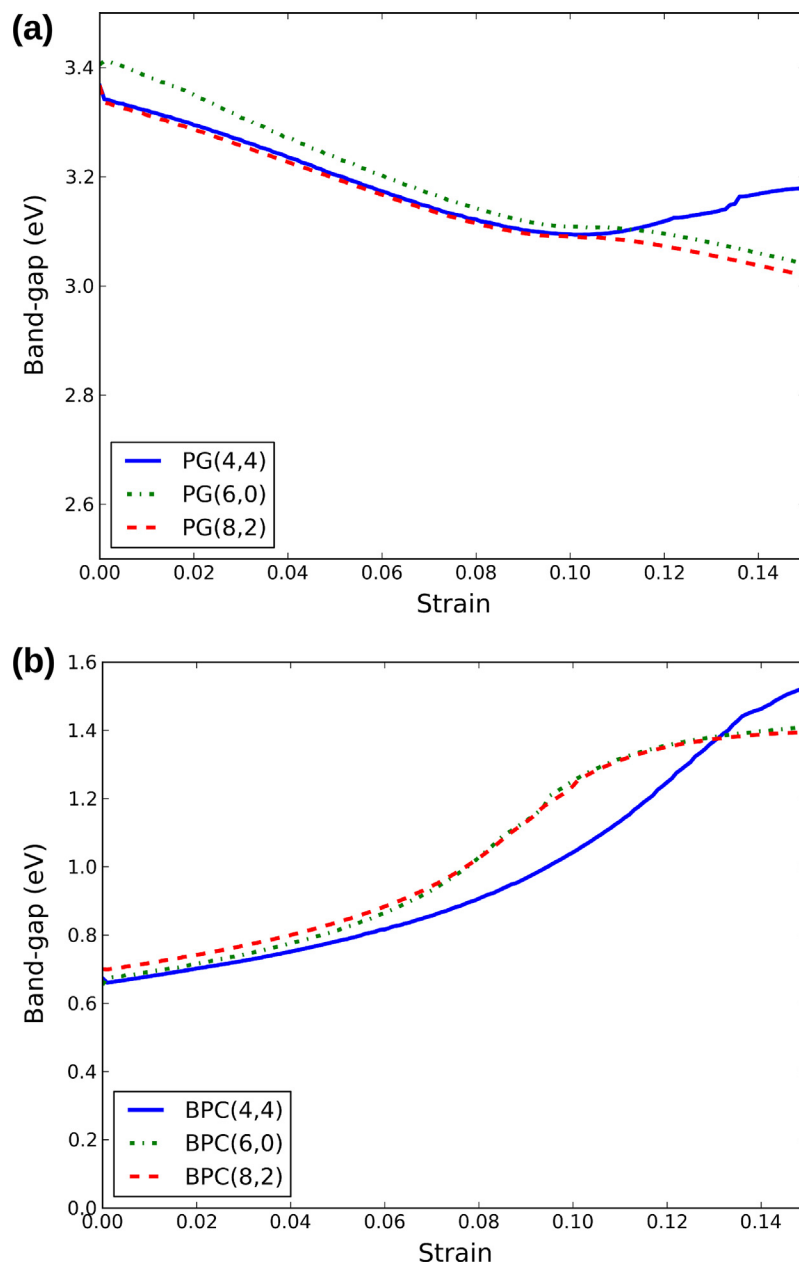 (a)
3.4
3.2
3.0
2.8
2.6
Band-gap (eV)
PG(4,4)
PG(6,0)
PG(8,2)
0.00 0.02 0.04 0.06 0.08 0.10 0.12 0.14
Strain
(b)
1.6
1.4
1.2
1.0
0.8
0.6
0.4
0.2
0.0
Band-gap (eV)
BPC(4,4)
BPC(6,0)
BPC(8,2)
0.00 0.02 0.04 0.06 0.08 0.10 0.12 0.14
Strain